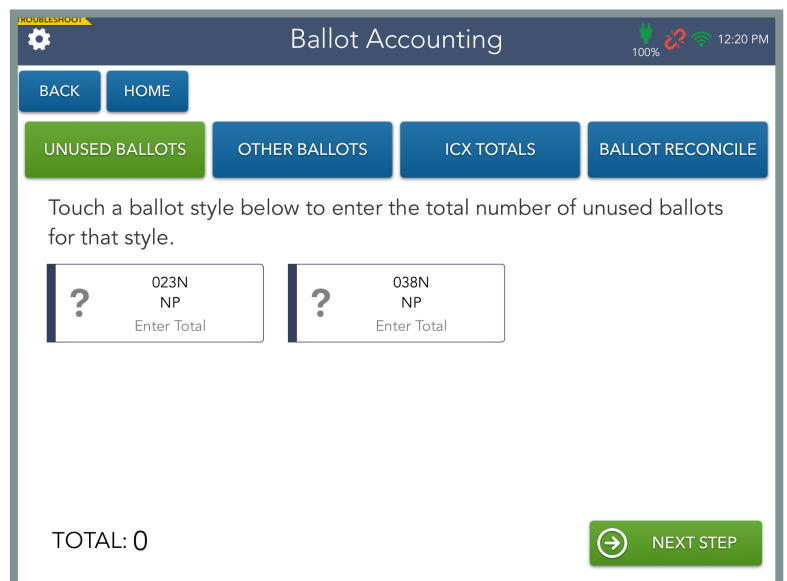 TROUBLESHOOT
Ballot Accounting
100%
12:20 PM
BACK
HOME
UNUSED BALLOTS
OTHER BALLOTS
ICX TOTALS
BALLOT RECONCILE
Touch a ballot style below to enter the total number of unused ballots
for that style.
?
023N
NP
Enter Total
?
038N
NP
Enter Total
TOTAL: 0
NEXT STEP